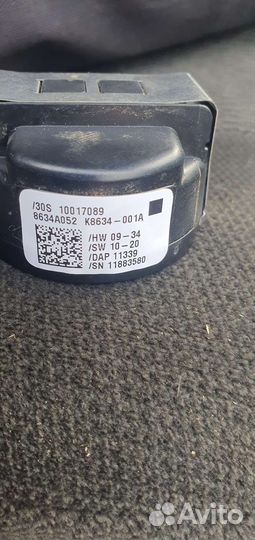 /30S 10017089
8634A052 K8634-001A
/HW 09-34
/SW 10-20
/DAP 11339
/SN 11883580
Avito